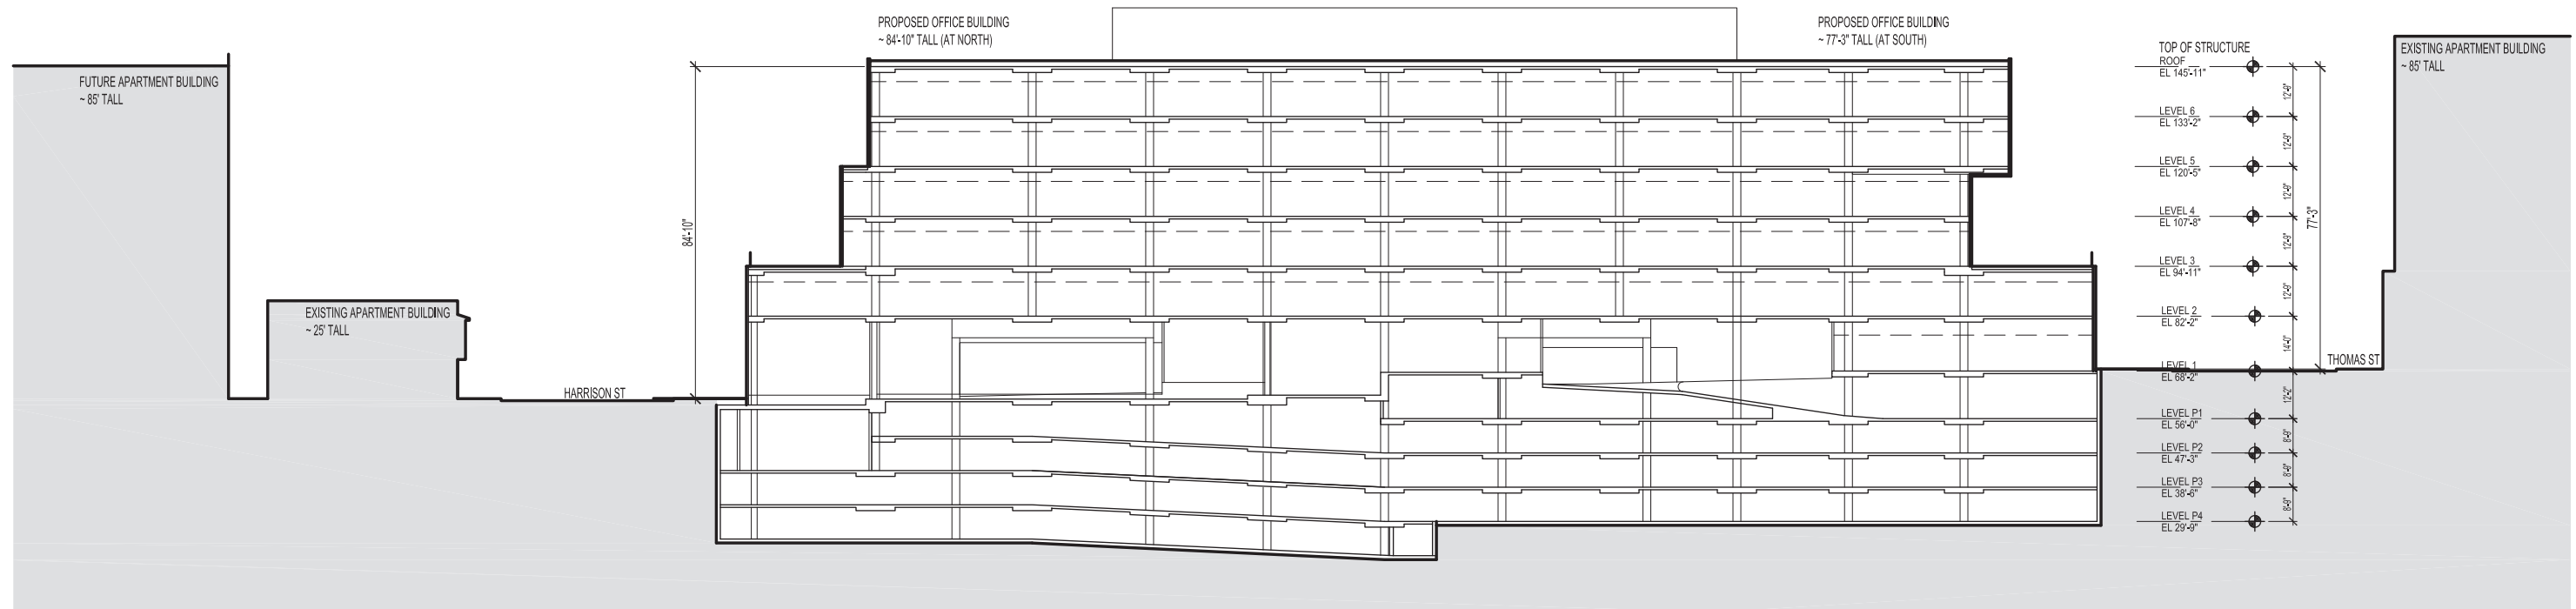 PROPOSED OFFICE BUILDING
~ 84'-10" TALL (AT NORTH)
PROPOSED OFFICE BUILDING
~ 77'-3" TALL (AT SOUTH)
FUTURE APARTMENT BUILDING
~ 85' TALL
EXISTING APARTMENT BUILDING
~ 25' TALL
HARRISON ST
84'-10"
TOP OF STRUCTURE
ROOF
EL 145'-11"
12'-9"
LEVEL 6
EL 133'-2"
12'-9"
LEVEL 5
EL 120'-5"
12'-9"
LEVEL 4
EL 107'-8"
12'-9"
LEVEL 3
EL 94'-11"
12'-9"
LEVEL 2
EL 82'-2"
14'-0"
LEVEL 1
EL 68'-2"
12'-2"
LEVEL P1
EL 56'-0"
8'-9"
LEVEL P2
EL 47'-3"
8'-9"
LEVEL P3
EL 38'-6"
8'-9"
LEVEL P4
EL 29'-9"
77'-3"
EXISTING APARTMENT BUILDING
~ 85' TALL
THOMAS ST